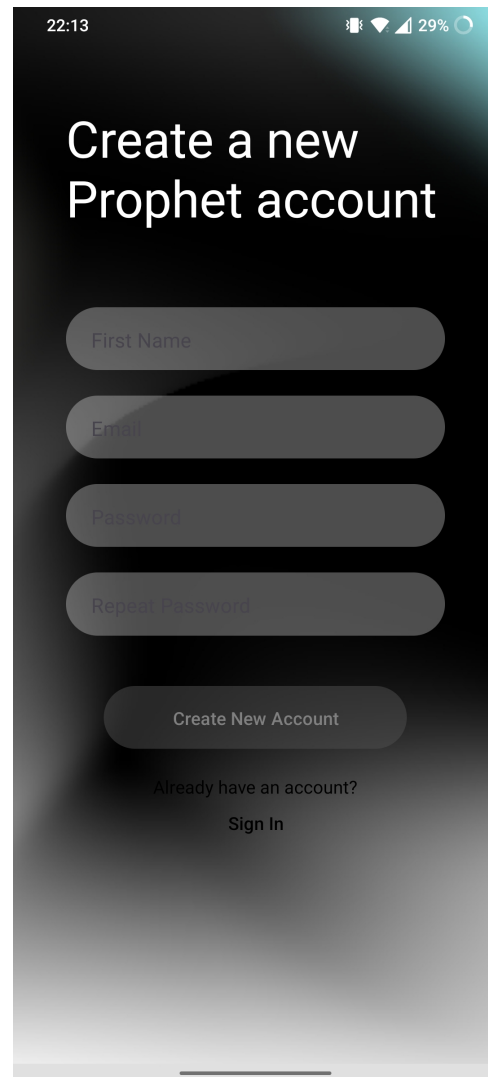 22:13
29%
Create a new
Prophet account
First Name
Email
Password
Repeat Password
Create New Account
Already have an account?
Sign In